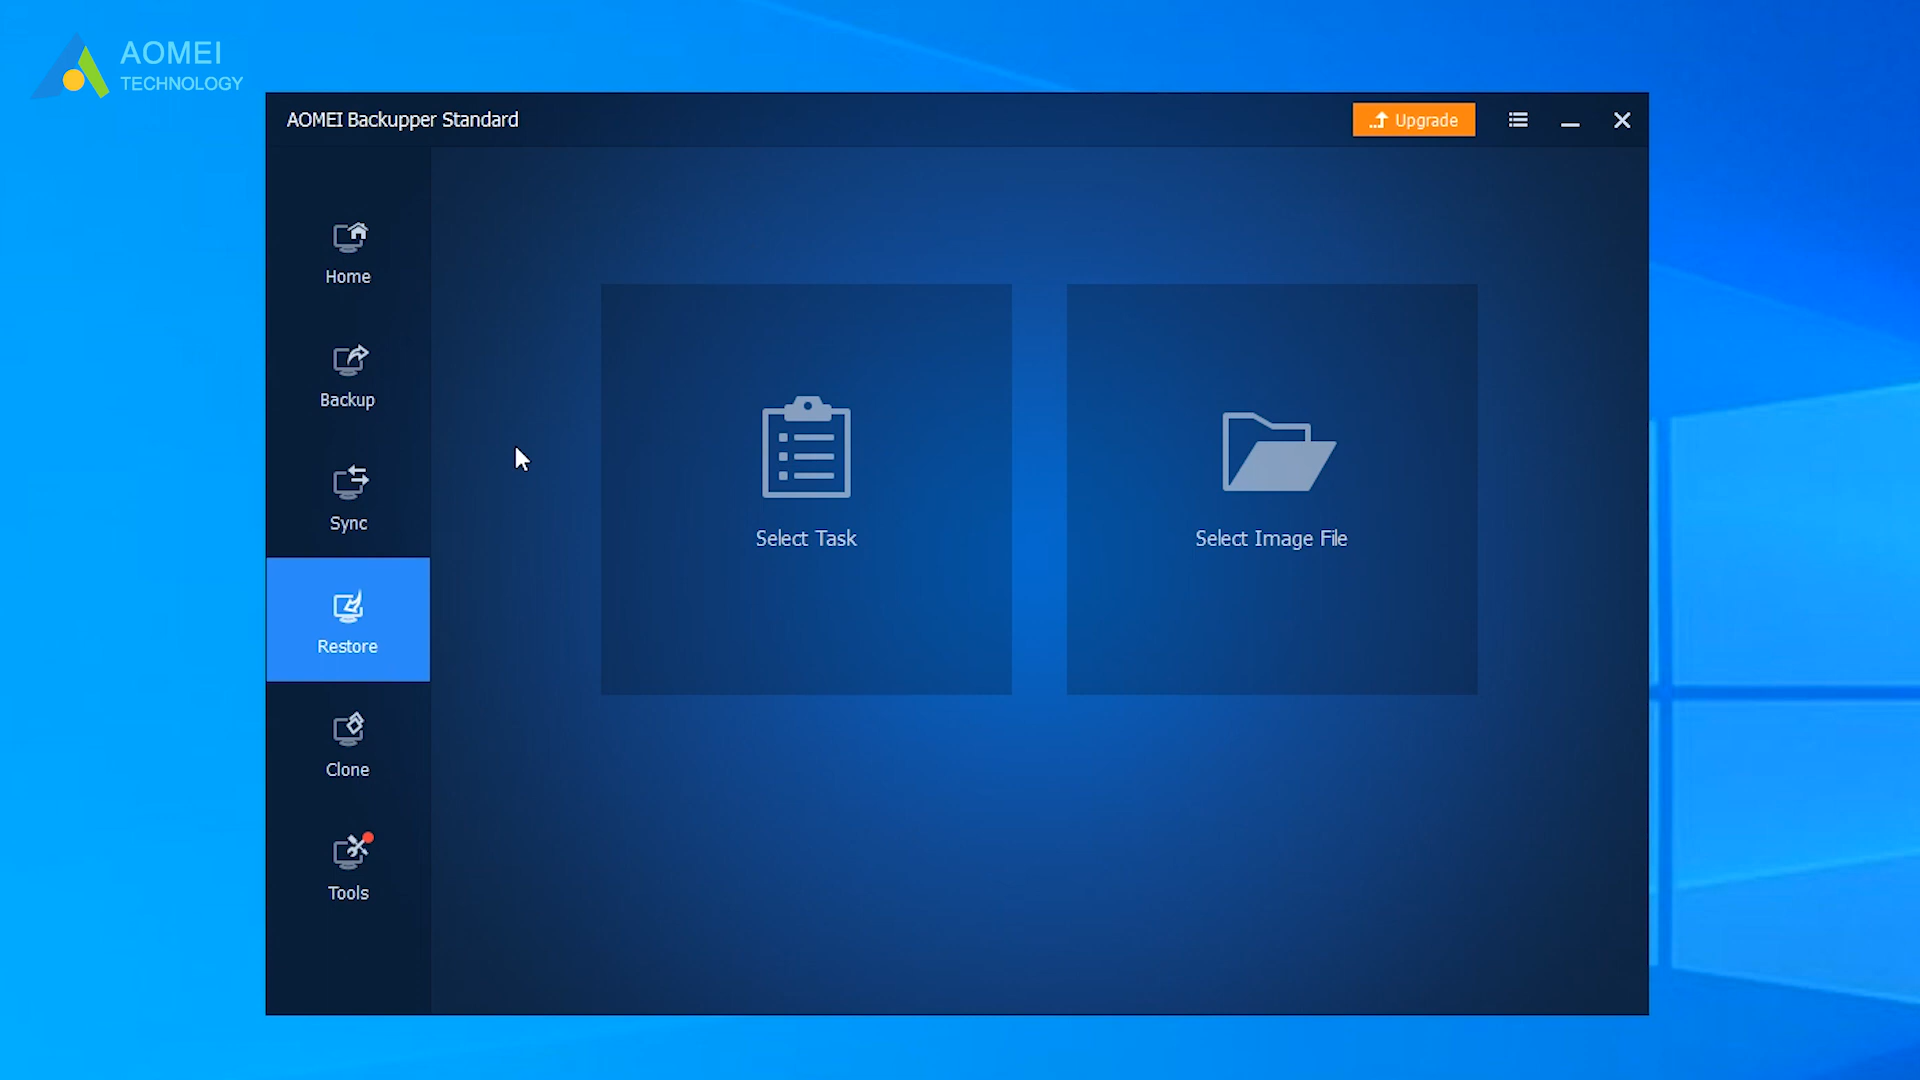 AOMEI
TECHNOLOGY
AOMEI Backupper Standard
Upgrade
Home
Backup
Sync
Restore
Clone
Tools
Select Task
Select Image File